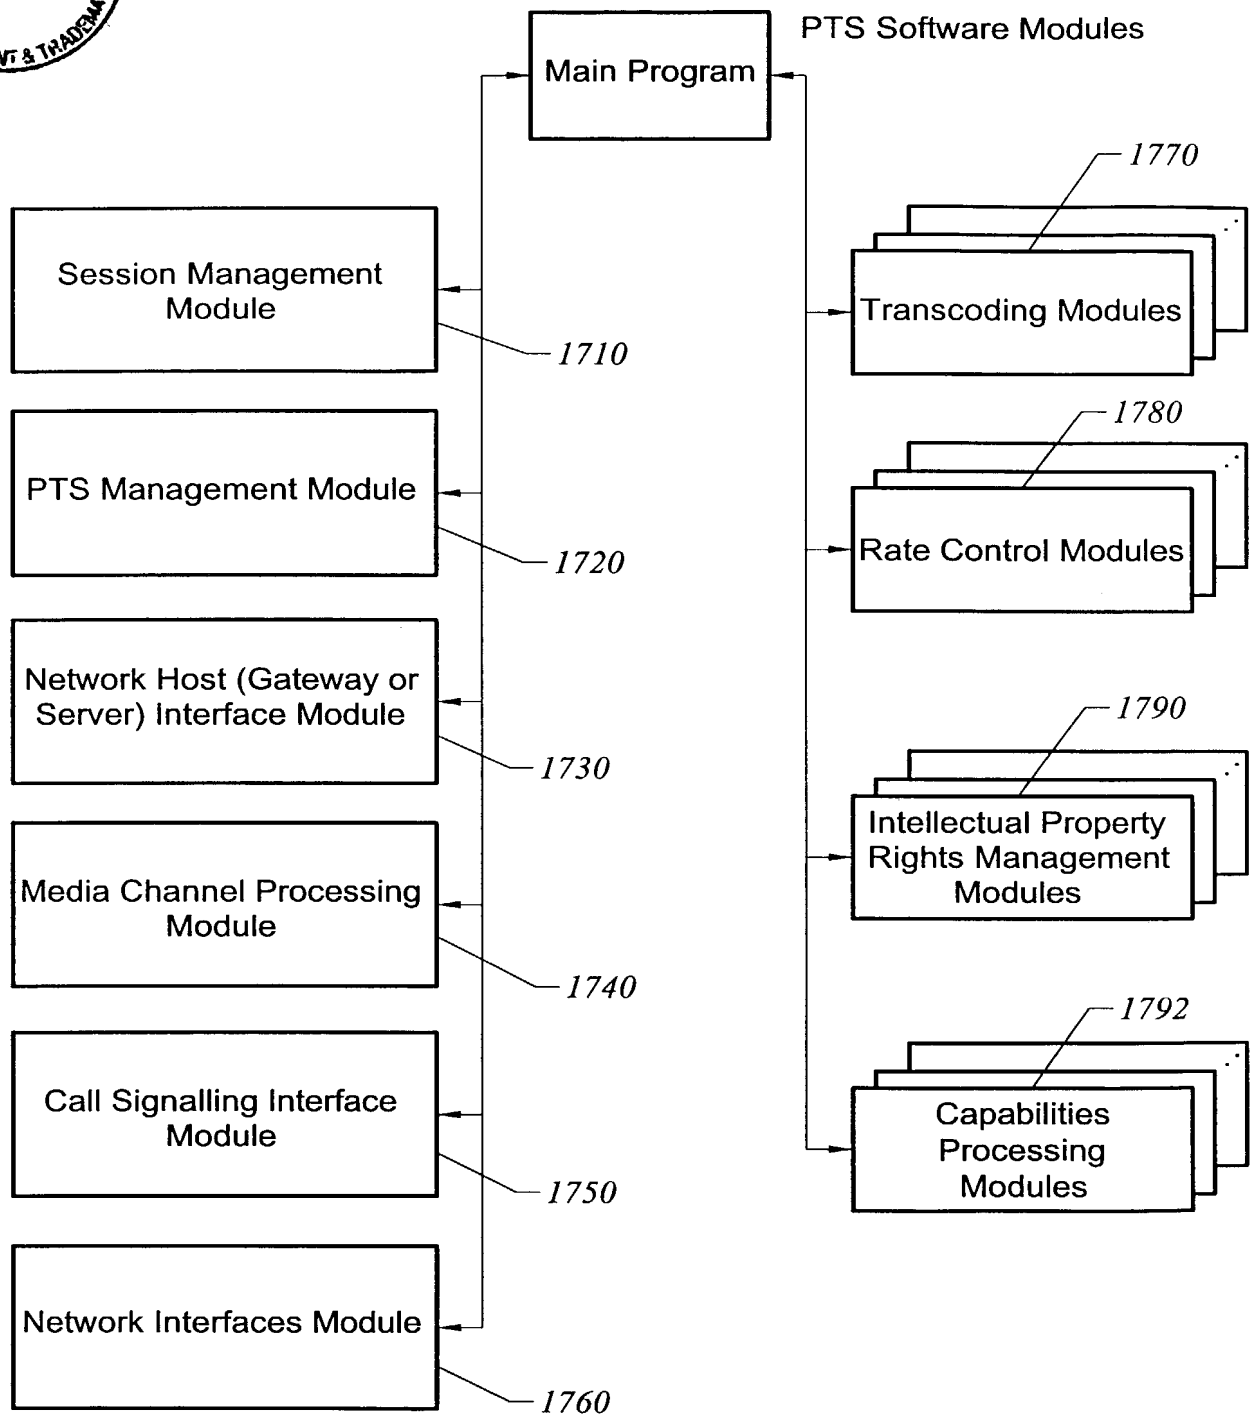 NT & TRADEMA
PTS Software Modules
Main Program
Session Management
Module
1710
PTS Management Module
1720
Network Host (Gateway or
Server) Interface Module
1730
Media Channel Processing
Module
1740
Call Signalling Interface
Module
1750
Network Interfaces Module
1760
1770
Transcoding Modules
1780
Rate Control Modules
1790
Intellectual Property
Rights Management
Modules
1792
Capabilities
Processing
Modules